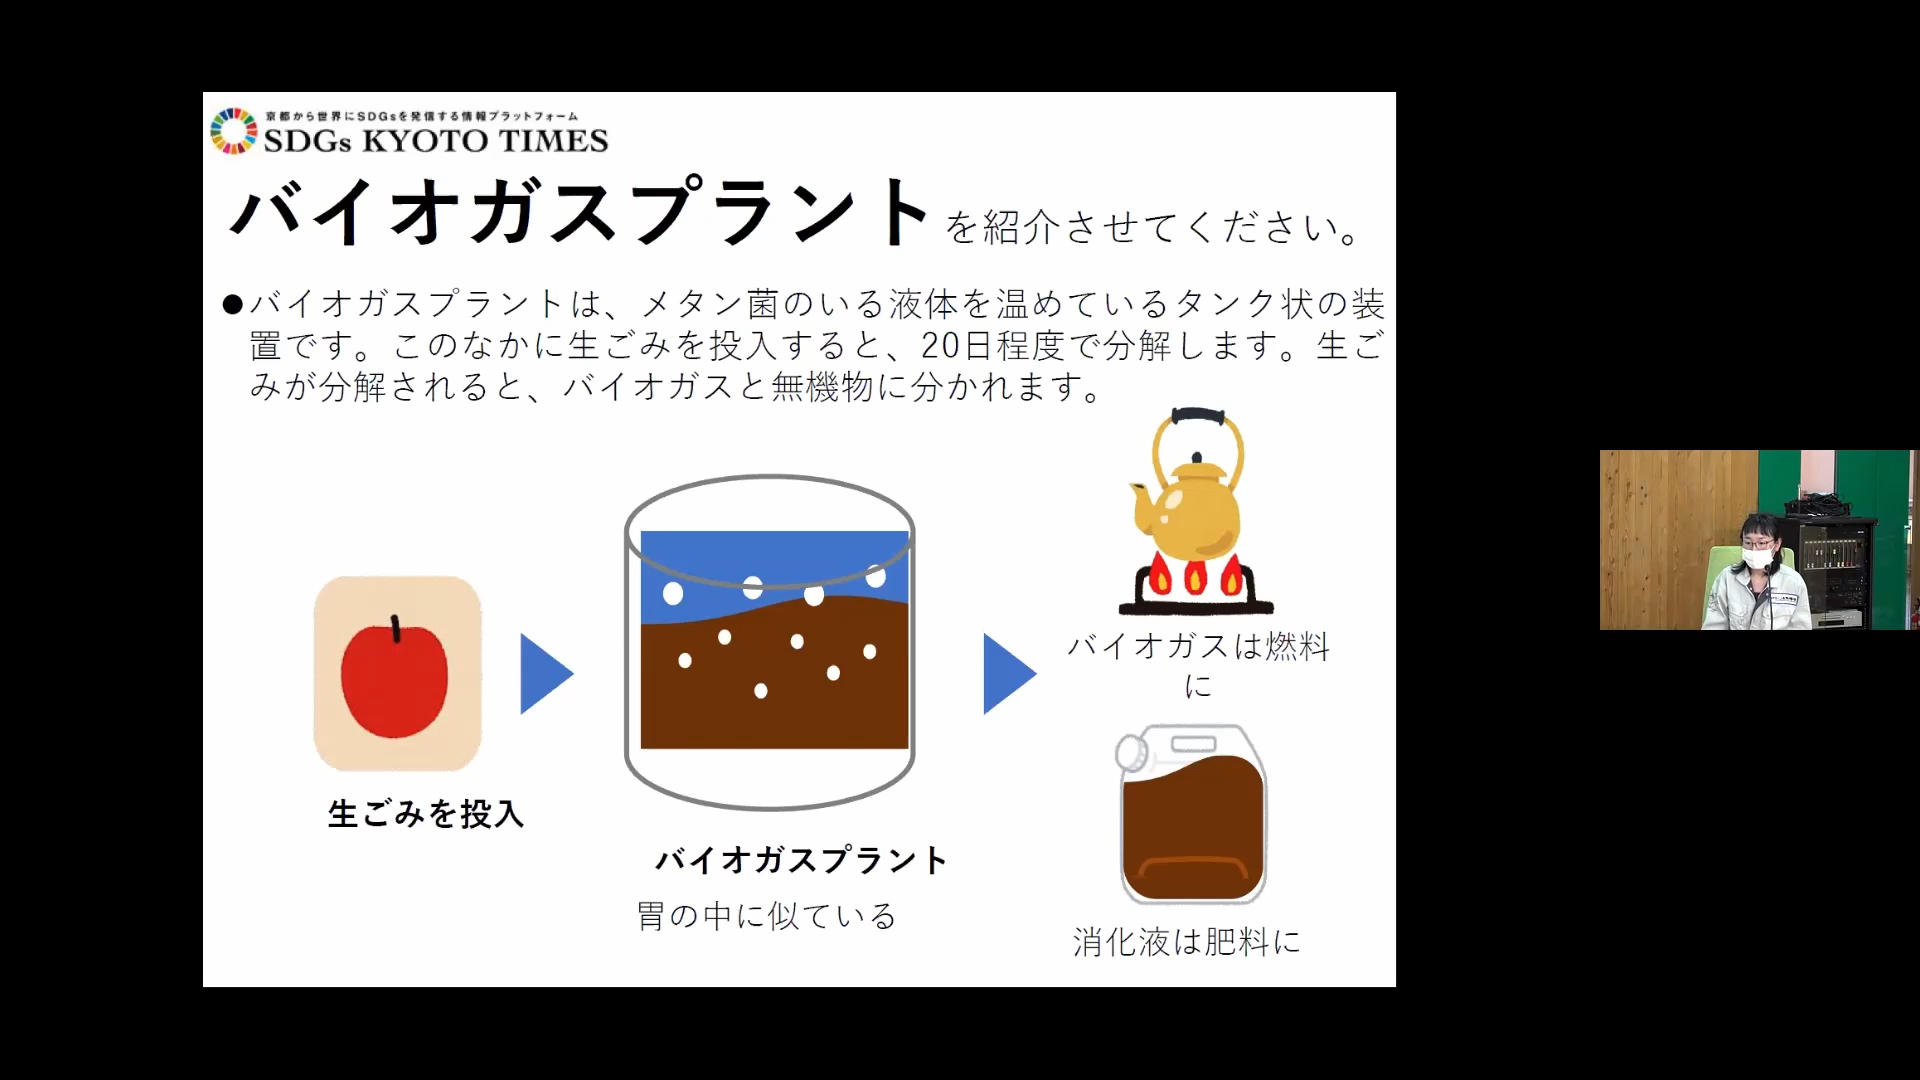 京都から世界にSDGsを発信する情報プラットフォーム
SDGs KYOTO TIMES
バイオガスプラントを紹介させてください。
●バイオガスプラントは、メタン菌のいる液体を温めているタンク状の装
置です。このなかに生ごみを投入すると、20日程度で分解します。生ご
みが分解されると、バイオガスと無機物に分かれます。
生ごみを投入
バイオガスプラント
胃の中に似ている
バイオガスは燃料
に
消化液は肥料に